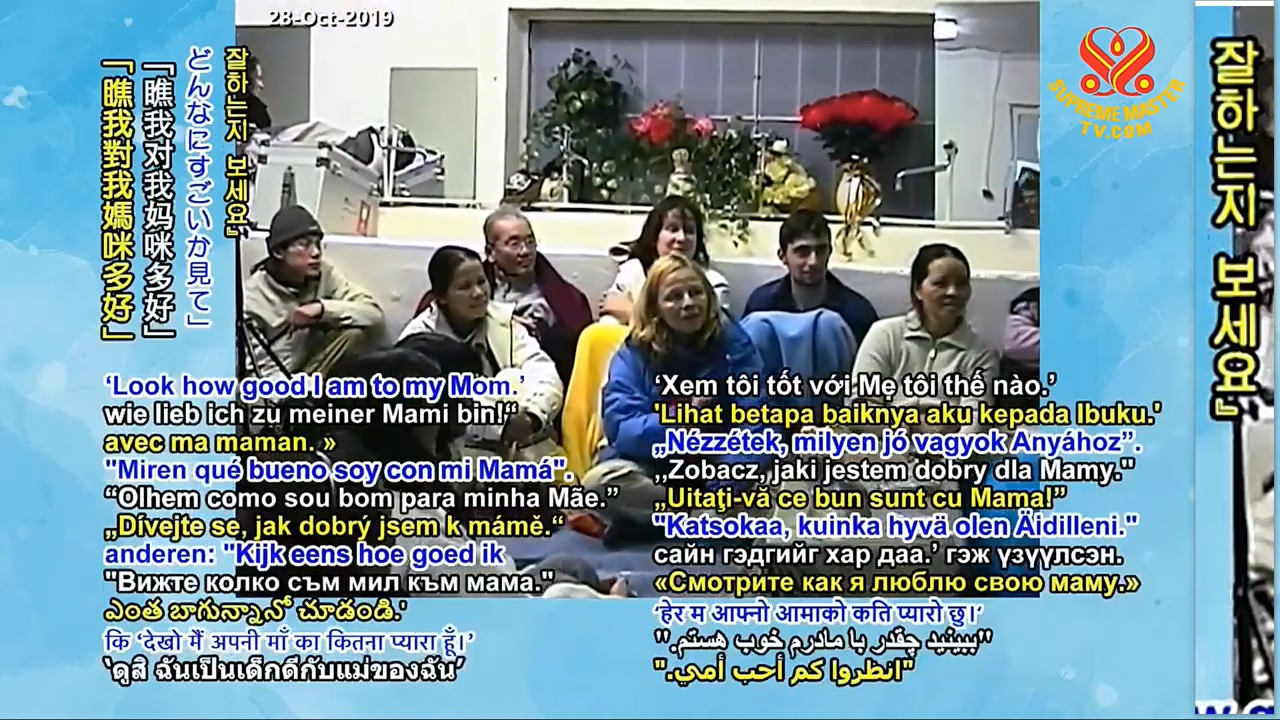 28-Oct-2019
SUPREME MASTER
TV.COM
잘하는지 보세요』
どんなにすごいか見て」
「瞧我对我妈咪多好」
「瞧我對我媽咪多好」
‘Look how good I am to my Mom.’
wie lieb ich zu meiner Mami bin!“
avec ma maman. »
"Miren qué bueno soy con mi Mamá".
“Olhem como sou bom para minha Mãe.”
„Dívejte se, jak dobrý jsem k mámě.“
anderen: "Kijk eens hoe goed ik
"Вижте колко съм мил към мама."
ఎంత బాగున్నానో చూడండి.'
कि ‘देखो मैं अपनी माँ का कितना प्यारा हूँ।’
‘ดูสิ ฉันเป็นเด็กดีกับแม่ของฉัน’
‘Xem tôi tốt với Mẹ tôi thế nào.’
'Lihat betapa baiknya aku kepada Ibuku.'
„Nézzétek, milyen jó vagyok Anyához”.
,,Zobacz, jaki jestem dobry dla Mamy."
„Uitaţi-vă ce bun sunt cu Mama!”
"Katsokaa, kuinka hyvä olen Äidilleni."
сайн гэдгийг хар даа.’ гэж үзүүлсэн.
«Смотрите как я люблю свою маму.»
‘हेर म आफ्नो आमाको कति प्यारो छु।’
"ببینید چقدر با مادرم خوب هستم."
"انظروا كم أحب أمي."
잘하는지 보세요』